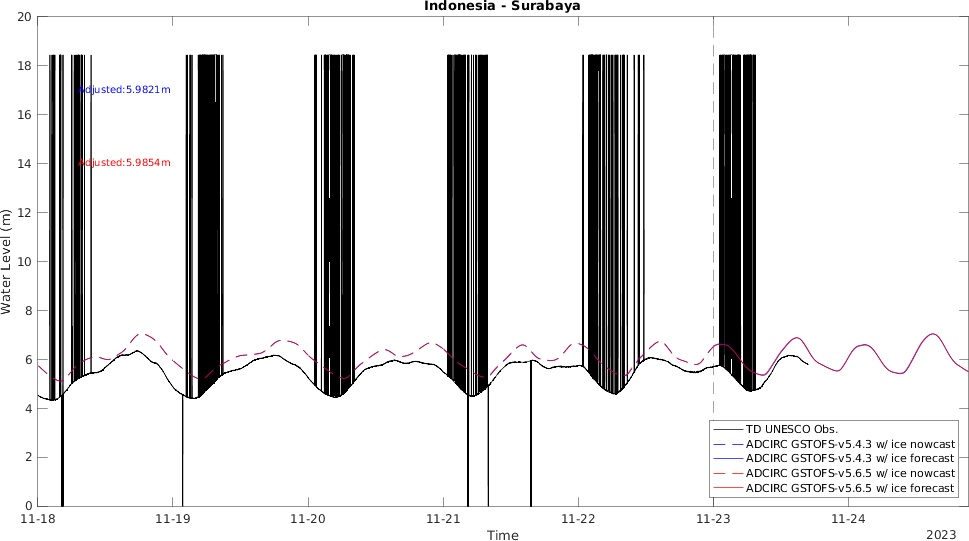 Indonesia - Surabaya
20
18
16
14
12
10
8
6
4
2
0
Water Level (m)
Adjusted:5.9821m
Adjusted:5.9854m
TD UNESCO Obs.
ADCIRC GSTOFS-v5.4.3 w/ ice nowcast
ADCIRC GSTOFS-v5.4.3 w/ ice forecast
ADCIRC GSTOFS-v5.6.5 w/ ice nowcast
ADCIRC GSTOFS-v5.6.5 w/ ice forecast
11-18
11-19
11-20
11-21
11-22
11-23
11-24
Time
2023